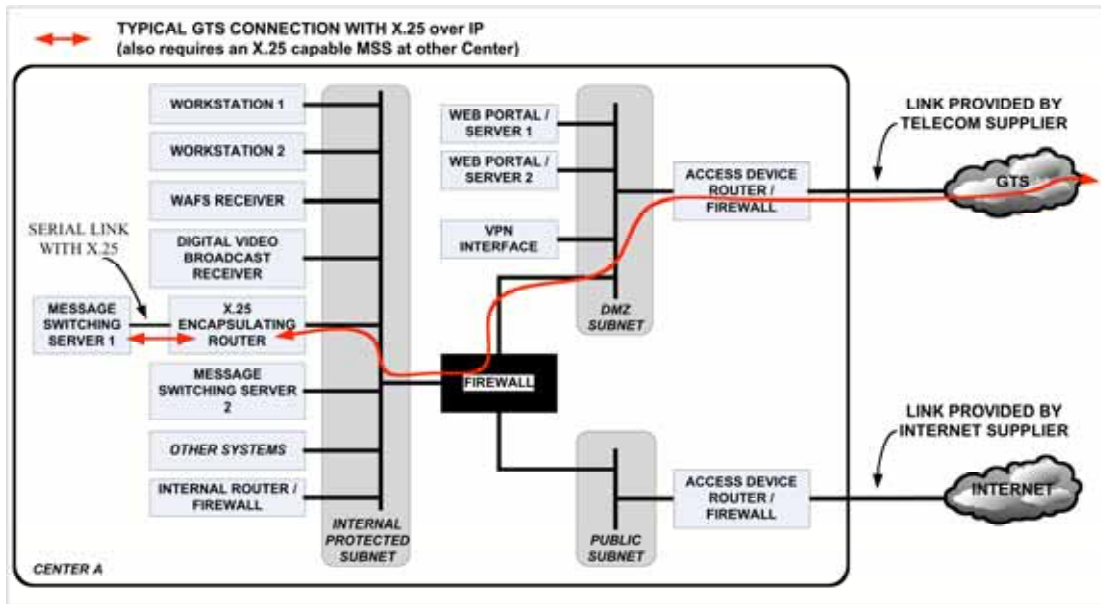 TYPICAL GTS CONNECTION WITH X.25 over IP
(also requires an X.25 capable MSS at other Center)
WORKSTATION 1
WORKSTATION 2
WAFS RECEIVER
DIGITAL VIDEO
BROADCAST
RECEIVER
SERIAL LINK
WITH X.25
MESSAGE
SWITCHING
SERVER 1
X.25
ENCAPSULATING
ROUTER
MESSAGE
SWITCHING SERVER
2
OTHER SYSTEMS
INTERNAL ROUTER /
FIREWALL
INTERNAL
PROTECTED
SUBNET
CENTER A
FIREWALL
WEB PORTAL /
SERVER 1
WEB PORTAL /
SERVER 2
VPN
INTERFACE
DMZ
SUBNET
ACCESS DEVICE
ROUTER /
FIREWALL
LINK PROVIDED BY
TELECOM SUPPLIER
GTS
PUBLIC
SUBNET
ACCESS DEVICE
ROUTER /
FIREWALL
LINK PROVIDED BY
INTERNET SUPPLIER
INTERNET